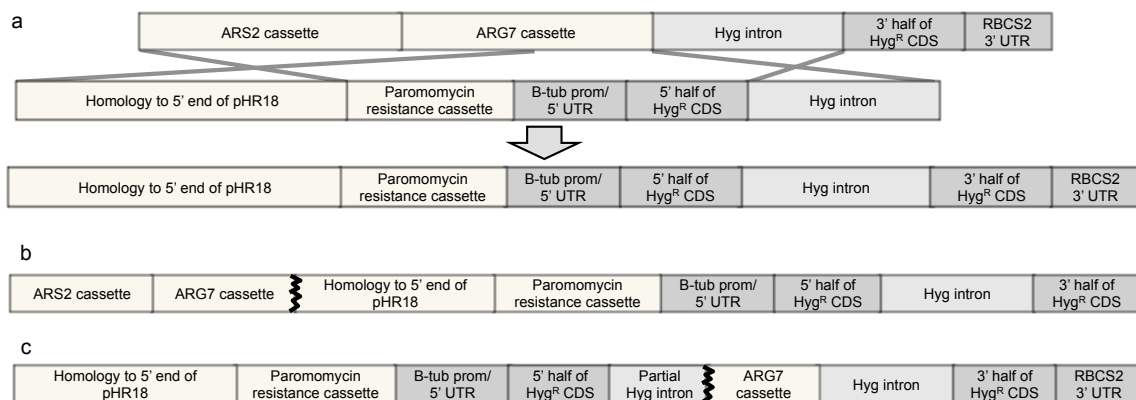 a
ARS2 cassette
ARG7 cassette
Hyg intron
3’ half of
Hygᴿ CDS
RBCS2
3’ UTR
Homology to 5’ end of pHR18
Paromomycin
resistance cassette
B-tub prom/
5’ UTR
5’ half of
Hygᴿ CDS
Hyg intron
Homology to 5’ end of pHR18
Paromomycin
resistance cassette
B-tub prom/
5’ UTR
5’ half of
Hygᴿ CDS
Hyg intron
3’ half of
Hygᴿ CDS
RBCS2
3’ UTR
b
ARS2 cassette
ARG7 cassette
Homology to 5’ end of
pHR18
Paromomycin
resistance cassette
B-tub prom/
5’ UTR
5’ half of
Hygᴿ CDS
Hyg intron
3’ half of
Hygᴿ CDS
c
Homology to 5’ end of
pHR18
Paromomycin
resistance cassette
B-tub prom/
5’ UTR
5’ half of
Hygᴿ CDS
Partial
Hyg intron
ARG7
cassette
Hyg intron
3’ half of
Hygᴿ CDS
RBCS2
3’ UTR